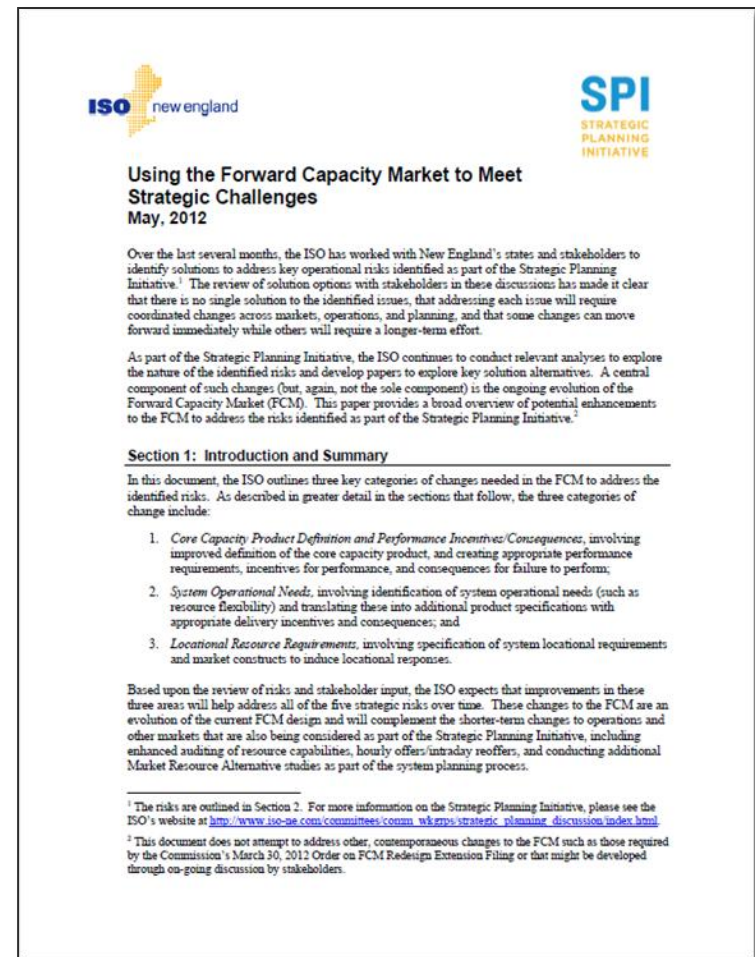 ISO new england
SPI
STRATEGIC
PLANNING
INITIATIVE
Using the Forward Capacity Market to Meet
Strategic Challenges
May, 2012
Over the last several months, the ISO has worked with New England's states and stakeholders to
identify solutions to address key operational risks identified as part of the Strategic Planning
Initiative.1 The review of solution options with stakeholders in these discussions has made it clear
that there is no single solution to the identified issues, that addressing each issue will require
coordinated changes across markets, operations, and planning, and that some changes can move
forward immediately while others will require a longer-term effort.
As part of the Strategic Planning Initiative, the ISO continues to conduct relevant analyses to explore
the nature of the identified risks and develop papers to explore key solution alternatives. A central
component of such changes (but, again, not the sole component) is the ongoing evolution of the
Forward Capacity Market (FCM). This paper provides a broad overview of potential enhancements
to the FCM to address the risks identified as part of the Strategic Planning Initiative.2
Section 1: Introduction and Summary
In this document, the ISO outlines three key categories of changes needed in the FCM to address the
identified risks. As described in greater detail in the sections that follow, the three categories of
change include:
1. Core Capacity Product Definition and Performance Incentives/Consequences, involving
improved definition of the core capacity product, and creating appropriate performance
requirements, incentives for performance, and consequences for failure to perform;
2. System Operational Needs, involving identification of system operational needs (such as
resource flexibility) and translating these into additional product specifications with
appropriate delivery incentives and consequences; and
3. Locational Resource Requirements, involving specification of system locational requirements
and market constructs to induce locational responses.
Based upon the review of risks and stakeholder input, the ISO expects that improvements in these
three areas will help address all of the five strategic risks over time. These changes to the FCM are an
evolution of the current FCM design and will complement the shorter-term changes to operations and
other markets that are also being considered as part of the Strategic Planning Initiative, including
enhanced auditing of resource capabilities, hourly offers/intraday reoffers, and conducting additional
Market Resource Alternative studies as part of the system planning process.
1 The risks are outlined in Section 2. For more information on the Strategic Planning Initiative, please see the
ISO's website at http://www.iso-ne.com/committees/comm_wkgrps/strategic_planning_discussion/index.html.
2 This document does not attempt to address other, contemporaneous changes to the FCM such as those required
by the Commission's March 30, 2012 Order on FCM Redesign Extension Filing or that might be developed
through on-going discussion by stakeholders.